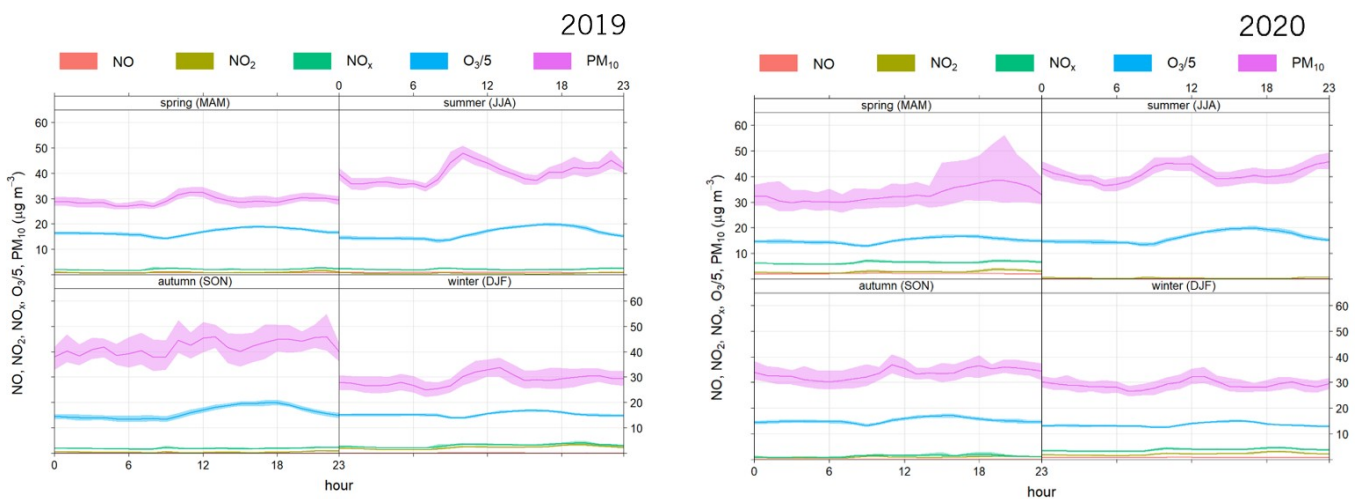 2019
NO NO₂ NOₓ O₃/5 PM₁₀
0 6 12 18 23
spring (MAM) summer (JJA)
60
50
40
30
20
10
autumn (SON) winter (DJF)
60
50
40
30
20
10
0 6 12 18 23
hour
NO, NO₂, NOₓ, O₃/5, PM₁₀ (μg m⁻³)
2020
NO NO₂ NOₓ O₃/5 PM₁₀
0 6 12 18 23
spring (MAM) summer (JJA)
60
50
40
30
20
10
autumn (SON) winter (DJF)
60
50
40
30
20
10
0 6 12 18 23
hour
NO, NO₂, NOₓ, O₃/5, PM₁₀ (μg m⁻³)